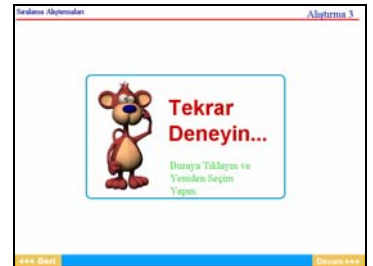 Sıralama Alıştırmaları
Alıştırma 3
Tekrar
Deneyin...
Buraya Tıklayın ve
Yeniden Seçim
Yapın.
<<< Geri
Devam >>>